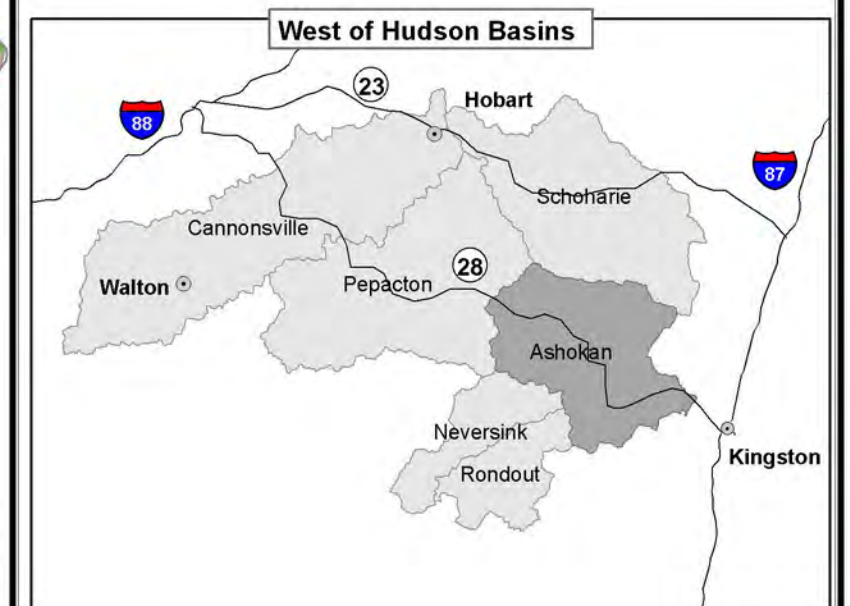 West of Hudson Basins
23
Hobart
88
87
Schoharie
Cannonsville
28
Walton
Pepacton
Ashokan
Neversink
Kingston
Rondout